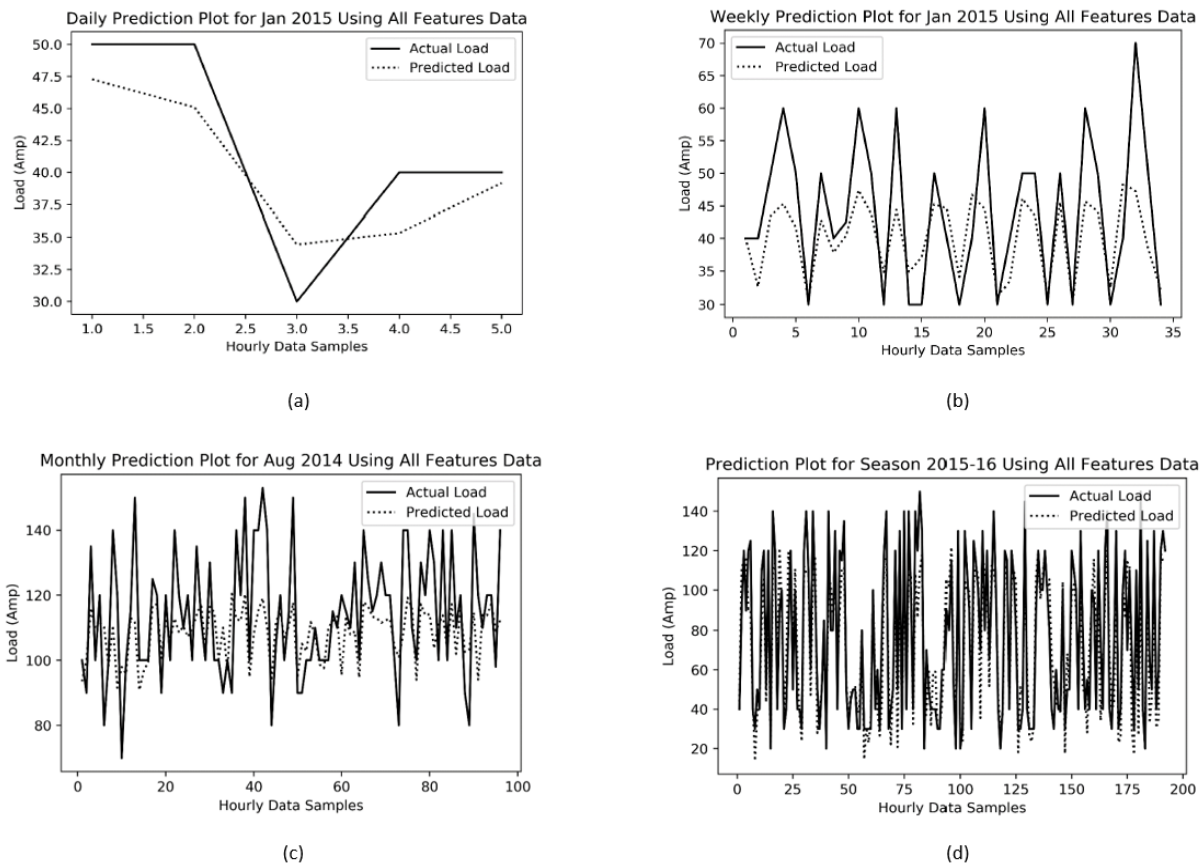 Daily Prediction Plot for Jan 2015 Using All Features Data
Actual Load
Predicted Load
50.0
47.5
45.0
42.5
40.0
37.5
35.0
32.5
30.0
Load (Amp)
1.0 1.5 2.0 2.5 3.0 3.5 4.0 4.5 5.0
Hourly Data Samples
(a)
Weekly Prediction Plot for Jan 2015 Using All Features Data
Actual Load
Predicted Load
70
65
60
55
50
45
40
35
30
Load (Amp)
0 5 10 15 20 25 30 35
Hourly Data Samples
(b)
Monthly Prediction Plot for Aug 2014 Using All Features Data
Actual Load
Predicted Load
140
120
100
80
Load (Amp)
0 20 40 60 80 100
Hourly Data Samples
(c)
Prediction Plot for Season 2015-16 Using All Features Data
Actual Load
Predicted Load
140
120
100
80
60
40
20
Load (Amp)
0 25 50 75 100 125 150 175 200
Hourly Data Samples
(d)